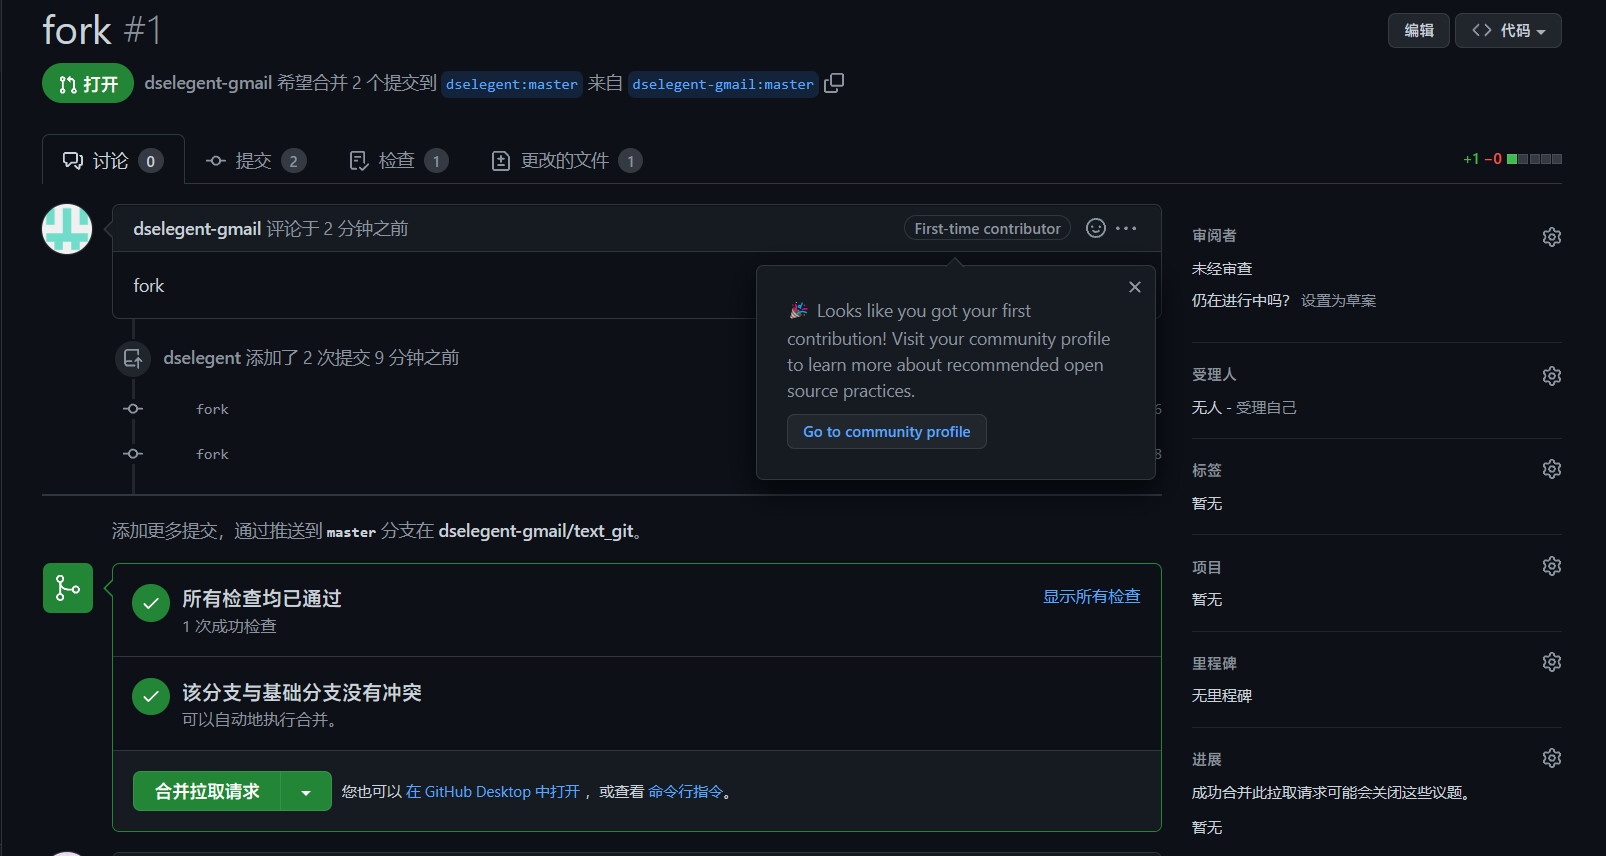 fork #1
编辑
代码
打开
dselegent-gmail 希望合并 2 个提交到 dselegent:master 来自 dselegent-gmail:master
讨论 0
提交 2
检查 1
更改的文件 1
+1 −0
dselegent-gmail 评论于 2 分钟之前
First-time contributor
fork
🎉 Looks like you got your first
contribution! Visit your community profile
to learn more about recommended open
source practices.
Go to community profile
dselegent 添加了 2 次提交 9 分钟之前
fork
6
fork
8
添加更多提交，通过推送到 master 分支在 dselegent-gmail/text_git。
所有检查均已通过
1 次成功检查
显示所有检查
该分支与基础分支没有冲突
可以自动地执行合并。
合并拉取请求
您也可以 在 GitHub Desktop 中打开 ，或查看 命令行指令。
审阅者
未经审查
仍在进行中吗？ 设置为草案
受理人
无人 - 受理自己
标签
暂无
项目
暂无
里程碑
无里程碑
进展
成功合并此拉取请求可能会关闭这些议题。
暂无